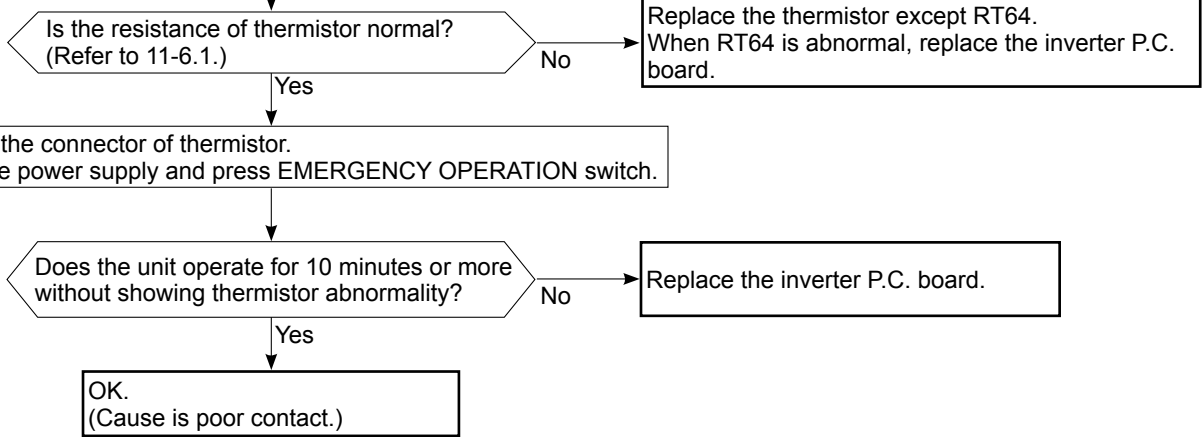 Is the resistance of thermistor normal?
(Refer to 11-6.1.)
No
Replace the thermistor except RT64.
When RT64 is abnormal, replace the inverter P.C.
board.
Yes
the connector of thermistor.
power supply and press EMERGENCY OPERATION switch.
Does the unit operate for 10 minutes or more
without showing thermistor abnormality?
No
Replace the inverter P.C. board.
Yes
OK.
(Cause is poor contact.)